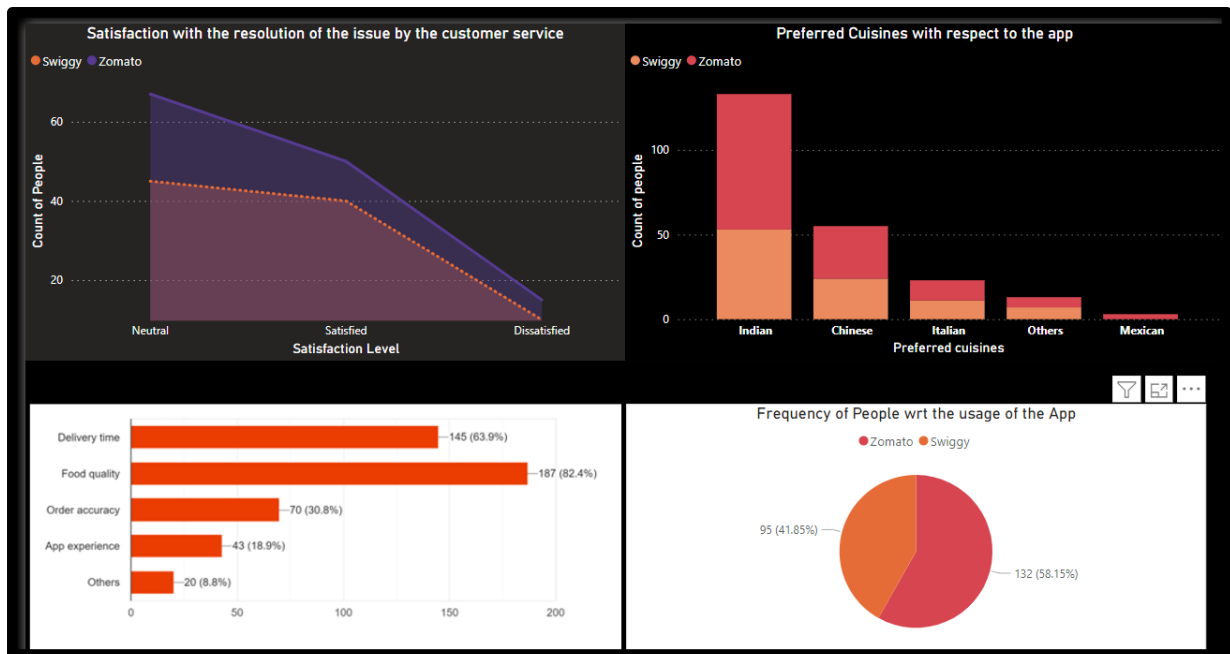 Satisfaction with the resolution of the issue by the customer service
Swiggy Zomato
Count of People
60
40
20
Neutral Satisfied Dissatisfied
Satisfaction Level
Preferred Cuisines with respect to the app
Swiggy Zomato
Count of people
100
50
0
Indian Chinese Italian Others Mexican
Preferred cuisines
Delivery time 145 (63.9%)
Food quality 187 (82.4%)
Order accuracy 70 (30.8%)
App experience 43 (18.9%)
Others 20 (8.8%)
0 50 100 150 200
Frequency of People wrt the usage of the App
Zomato Swiggy
95 (41.85%)
132 (58.15%)